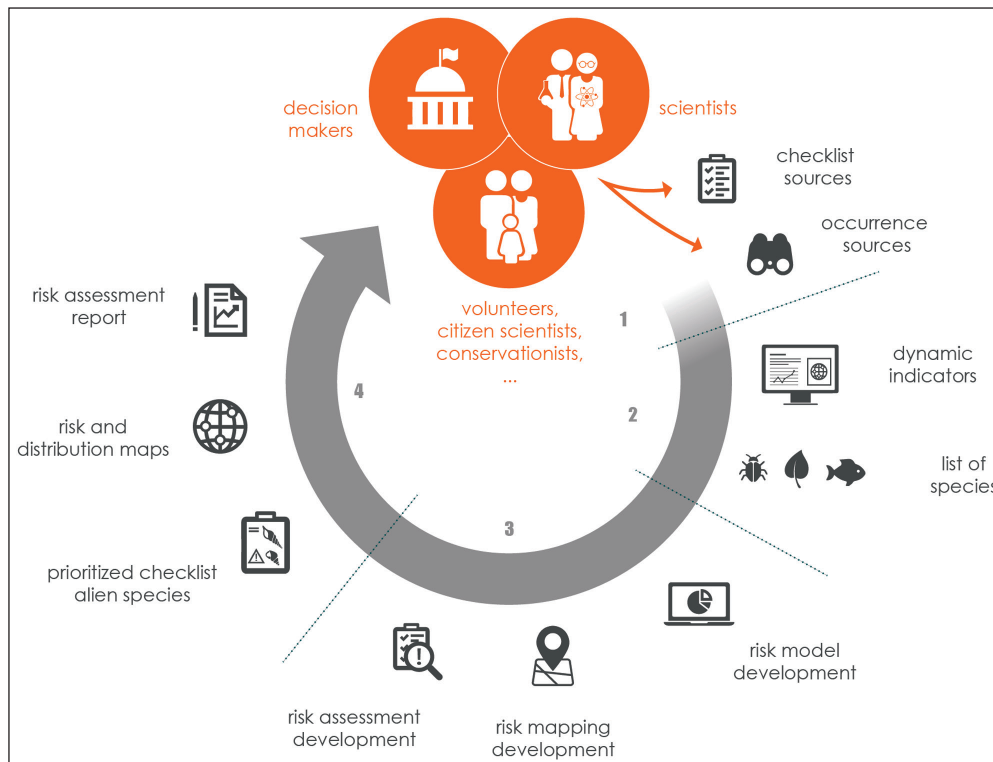 decision
makers
scientists
checklist
sources
occurrence
sources
volunteers,
citizen scientists,
conservationists,
...
1
dynamic
indicators
2
list of
species
risk model
development
3
risk mapping
development
risk assessment
development
4
prioritized checklist
alien species
risk and
distribution maps
risk assessment
report